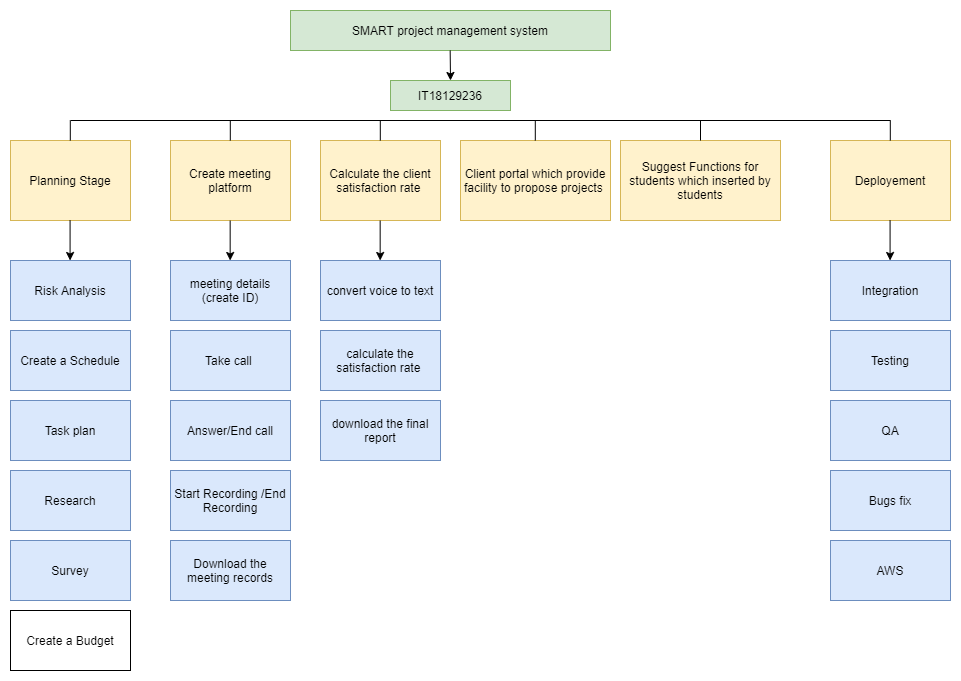 SMART project management system
IT18129236
Planning Stage
Create meeting
platform
Calculate the client
satisfaction rate
Client portal which provide
facility to propose projects
Suggest Functions for
students which inserted by
students
Deployement
Risk Analysis
Create a Schedule
Task plan
Research
Survey
Create a Budget
meeting details
(create ID)
Take call
Answer/End call
Start Recording /End
Recording
Download the
meeting records
convert voice to text
calculate the
satisfaction rate
download the final
report
Integration
Testing
QA
Bugs fix
AWS